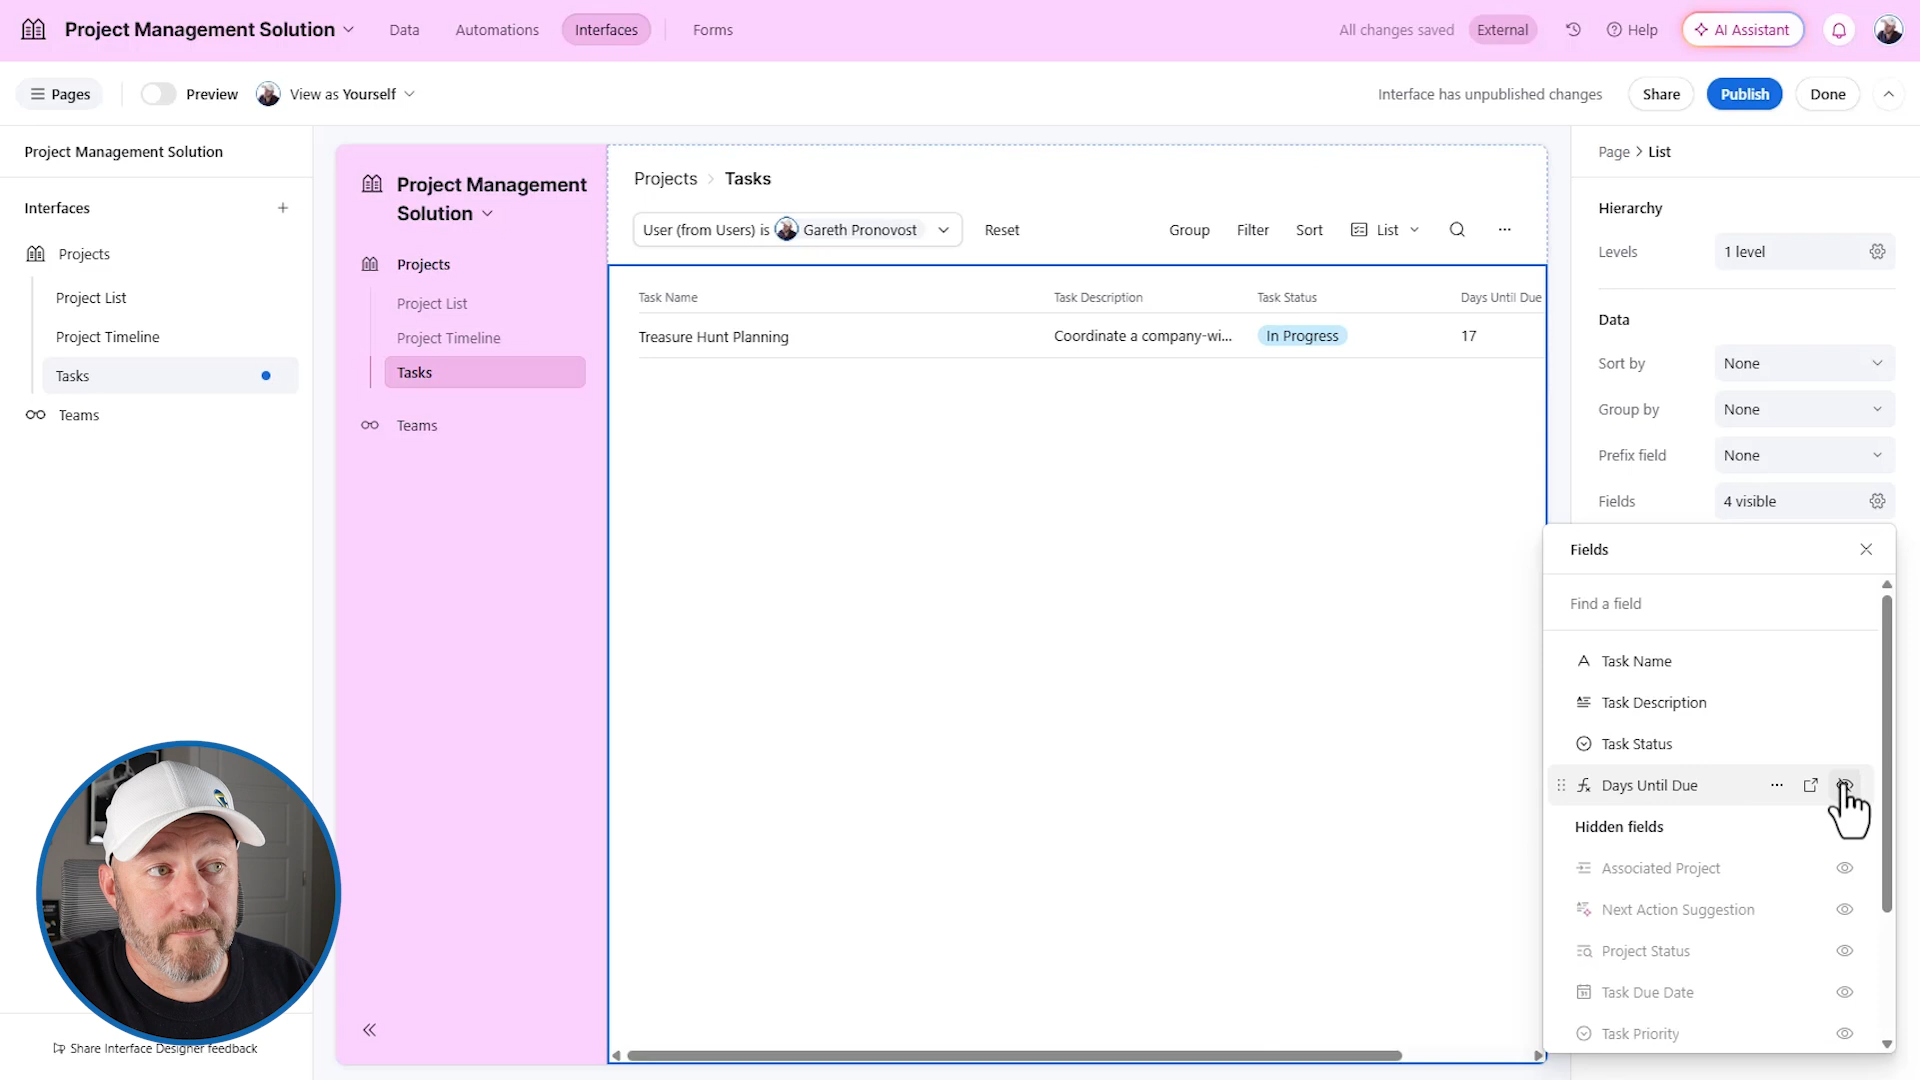 Project Management Solution
Data
Automations
Interfaces
Forms
All changes saved
External
Help
AI Assistant
Pages
Preview
View as Yourself
Interface has unpublished changes
Share
Publish
Done
Project Management Solution
Interfaces
Projects
Project List
Project Timeline
Tasks
Teams
Share Interface Designer feedback
Project Management
Solution
Projects
Project List
Project Timeline
Tasks
Teams
Projects > Tasks
User (from Users) is Gareth Pronovost
Reset
Group
Filter
Sort
List
Task Name
Task Description
Task Status
Days Until Due
Treasure Hunt Planning
Coordinate a company-wi...
In Progress
17
Page > List
Hierarchy
Levels
1 level
Data
Sort by
None
Group by
None
Prefix field
None
Fields
4 visible
Fields
Find a field
Task Name
Task Description
Task Status
Days Until Due
Hidden fields
Associated Project
Next Action Suggestion
Project Status
Task Due Date
Task Priority